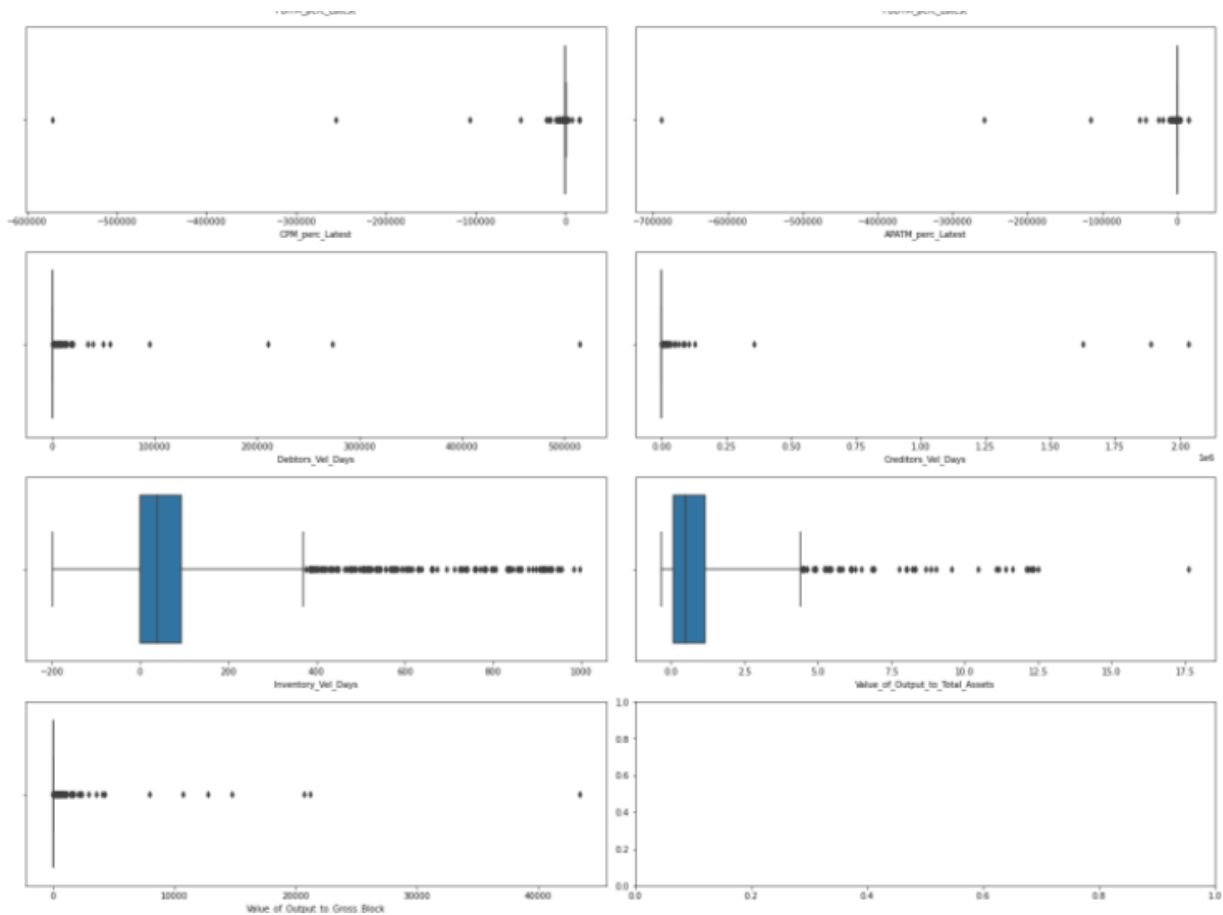 −600000 −500000 −400000 −300000 −200000 −100000 0
CPM_perc_Latest
−700000 −600000 −500000 −400000 −300000 −200000 −100000 0
APATM_perc_Latest
0 100000 200000 300000 400000 500000
Debtors_Vel_Days
0.00 0.25 0.50 0.75 1.00 1.25 1.50 1.75 2.00
1e6
Creditors_Vel_Days
−200 0 200 400 600 800 1000
Inventory_Vel_Days
0.0 2.5 5.0 7.5 10.0 12.5 15.0 17.5
Value_of_Output_to_Total_Assets
0 10000 20000 30000 40000
Value_of_Output_to_Gross_Block
1.0
0.8
0.6
0.4
0.2
0.0
0.0 0.2 0.4 0.6 0.8 1.0